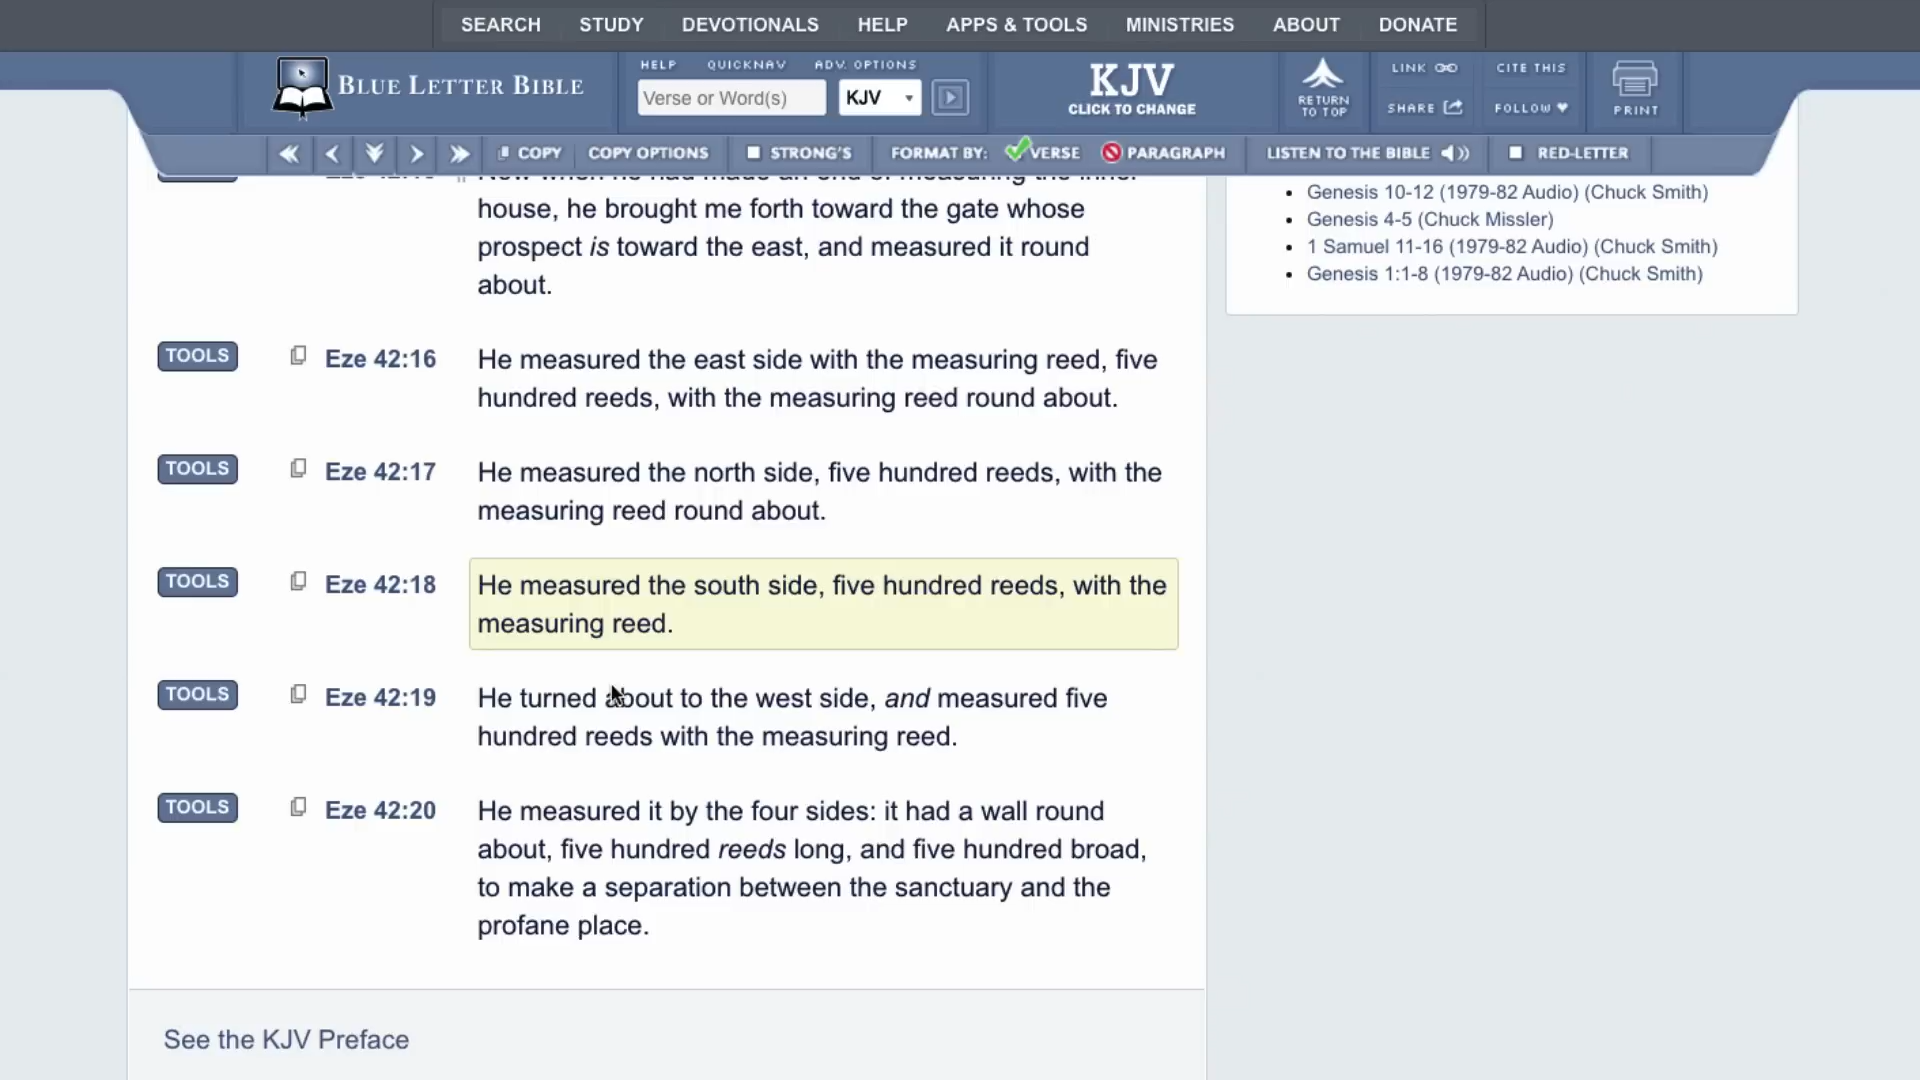 SEARCH STUDY DEVOTIONALS HELP APPS & TOOLS MINISTRIES ABOUT DONATE
BLUE LETTER BIBLE
HELP QUICKNAV ADV. OPTIONS
Verse or Word(s) KJV
KJV
CLICK TO CHANGE
RETURN
TO TOP
LINK CITE THIS
SHARE FOLLOW
PRINT
COPY COPY OPTIONS STRONG'S FORMAT BY: VERSE PARAGRAPH LISTEN TO THE BIBLE RED-LETTER
Now when he had made an end of measuring the inner
house, he brought me forth toward the gate whose
prospect is toward the east, and measured it round
about.
TOOLS Eze 42:16 He measured the east side with the measuring reed, five
hundred reeds, with the measuring reed round about.
TOOLS Eze 42:17 He measured the north side, five hundred reeds, with the
measuring reed round about.
TOOLS Eze 42:18 He measured the south side, five hundred reeds, with the
measuring reed.
TOOLS Eze 42:19 He turned about to the west side, and measured five
hundred reeds with the measuring reed.
TOOLS Eze 42:20 He measured it by the four sides: it had a wall round
about, five hundred reeds long, and five hundred broad,
to make a separation between the sanctuary and the
profane place.
See the KJV Preface
Genesis 10-12 (1979-82 Audio) (Chuck Smith)
Genesis 4-5 (Chuck Missler)
1 Samuel 11-16 (1979-82 Audio) (Chuck Smith)
Genesis 1:1-8 (1979-82 Audio) (Chuck Smith)